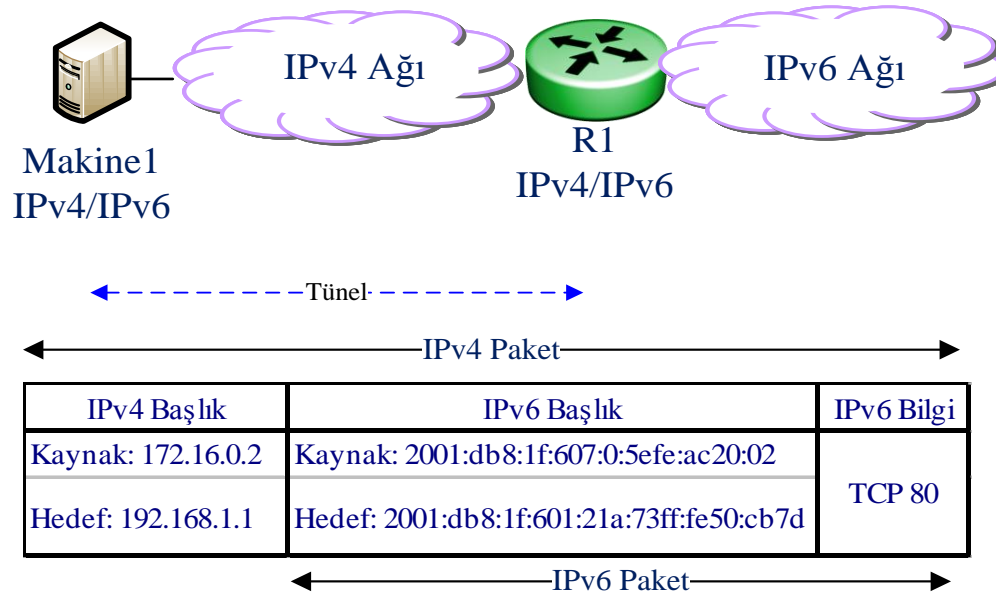 IPv4 Ağı
IPv6 Ağı
Makine1
IPv4/IPv6
R1
IPv4/IPv6
Tünel
IPv4 Paket
IPv4 Başlık
IPv6 Başlık
IPv6 Bilgi
Kaynak: 172.16.0.2
Kaynak: 2001:db8:1f:607:0:5efe:ac20:02
TCP 80
Hedef: 192.168.1.1
Hedef: 2001:db8:1f:601:21a:73ff:fe50:cb7d
IPv6 Paket